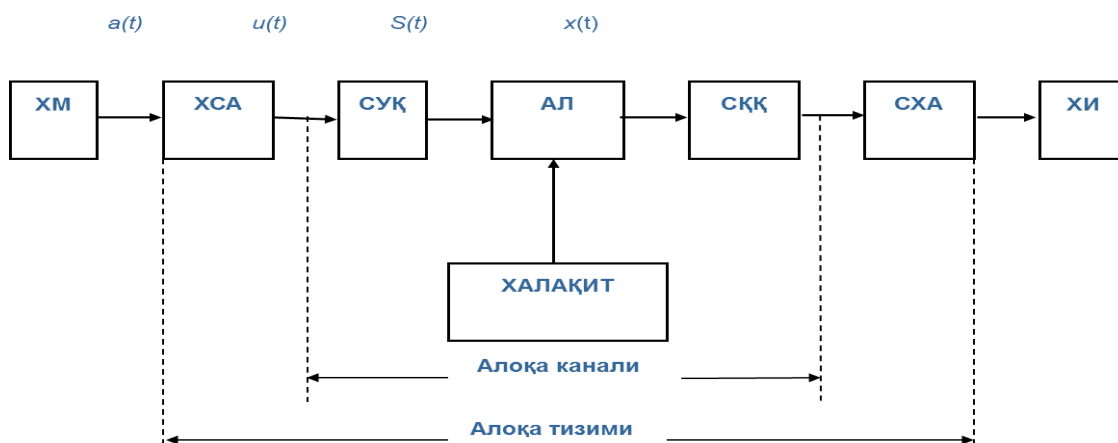 a(t) u(t) S(t) x(t)
ХМ ХСА СУҚ АЛ СҚҚ СХА ХИ
ХАЛАҚИТ
Алоқа канали
Алоқа тизими